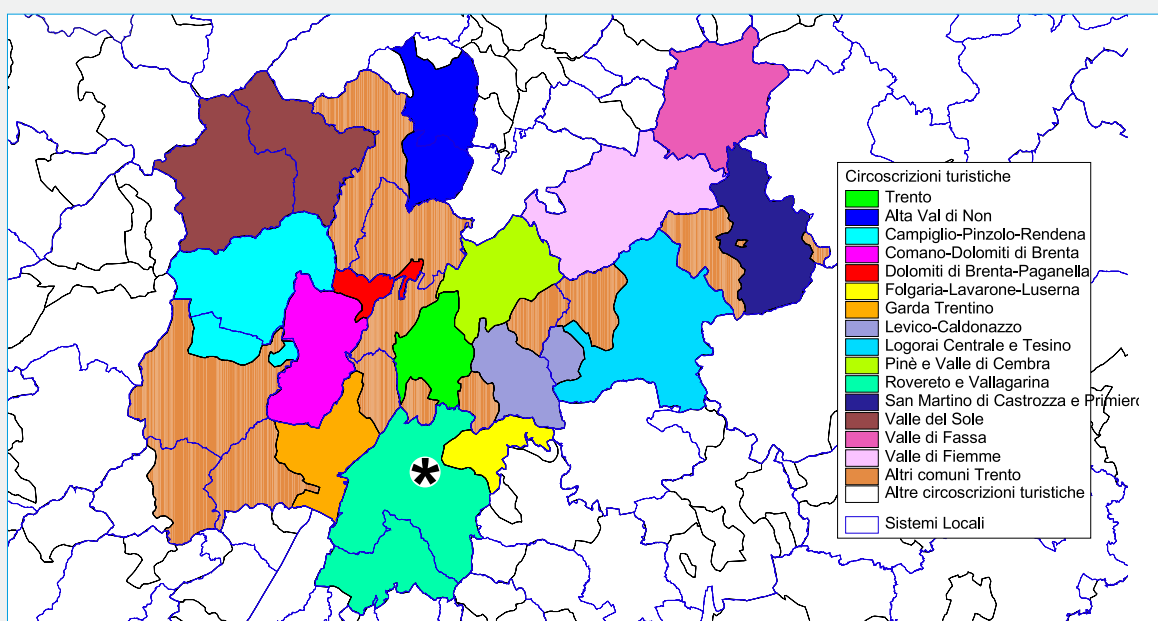 Circoscrizioni turistiche
Trento
Alta Val di Non
Campiglio-Pinzolo-Rendena
Comano-Dolomiti di Brenta
Dolomiti di Brenta-Paganella
Folgaria-Lavarone-Luserna
Garda Trentino
Levico-Caldonazzo
Logorai Centrale e Tesino
Pinè e Valle di Cembra
Rovereto e Vallagarina
San Martino di Castrozza e Primiero
Valle del Sole
Valle di Fassa
Valle di Fiemme
Altri comuni Trento
Altre circoscrizioni turistiche
Sistemi Locali
*